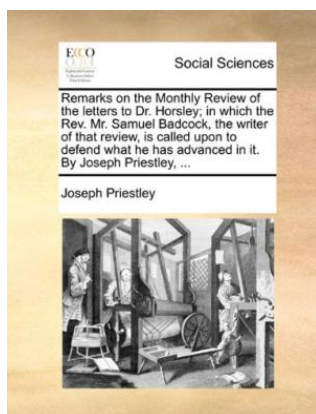 ECCO
Social Sciences
Remarks on the Monthly Review of
the letters to Dr. Horsley; in which the
Rev. Mr. Samuel Badcock, the writer
of that review, is called upon to
defend what he has advanced in it.
By Joseph Priestley, ...
Joseph Priestley